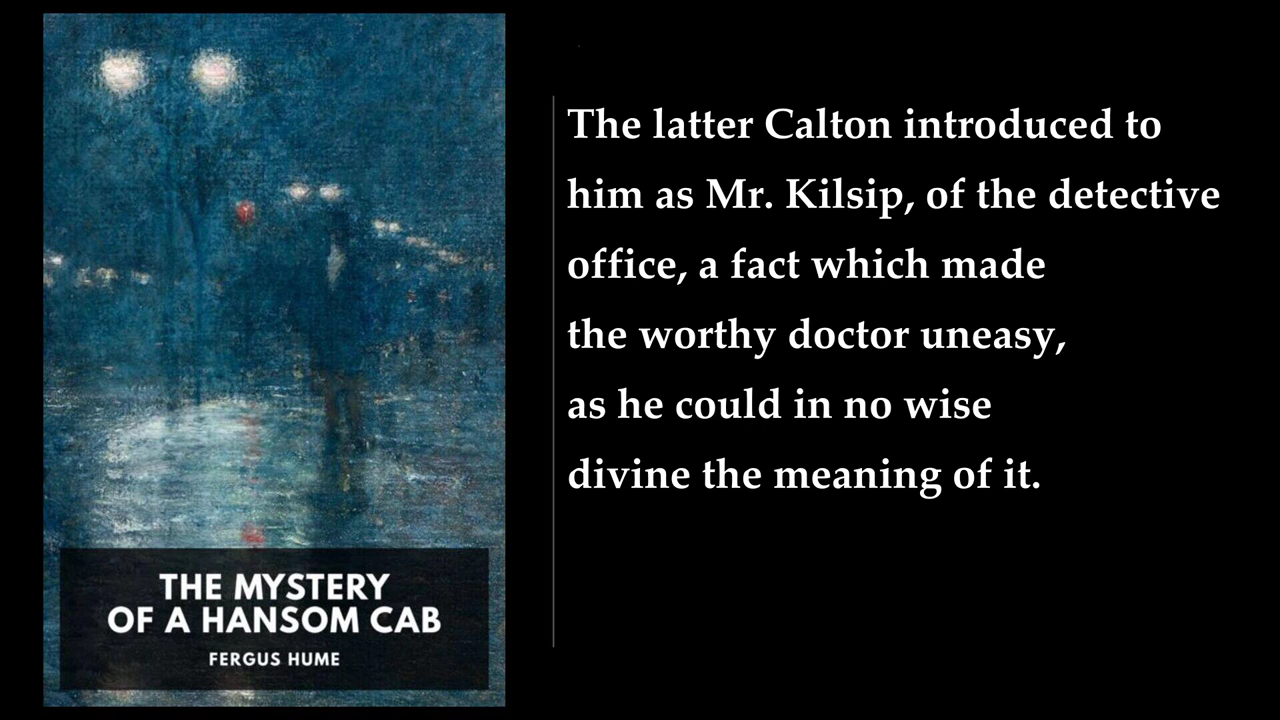 The latter Calton introduced to
him as Mr. Kilsip, of the detective
office, a fact which made
the worthy doctor uneasy,
as he could in no wise
divine the meaning of it.
THE MYSTERY
OF A HANSOM CAB
FERGUS HUME